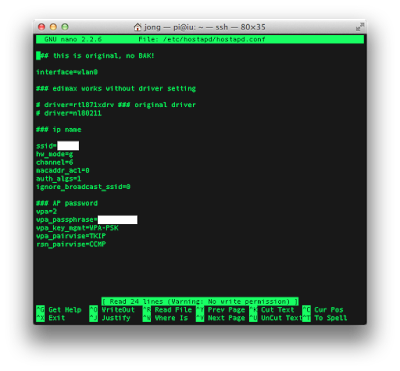 jong — pi@iu: ~ — ssh — 80×35
GNU nano 2.2.6 File: /etc/hostapd/hostapd.conf
### this is original, no BAK!
interface=wlan0
### edimax works without driver setting
# driver=rtl871xdrv ### original driver
# driver=nl80211
### ip name
ssid=
hw_mode=g
channel=6
macaddr_acl=0
auth_algs=1
ignore_broadcast_ssid=0
### AP password
wpa=2
wpa_passphrase=
wpa_key_mgmt=WPA-PSK
wpa_pairwise=TKIP
rsn_pairwise=CCMP
[ Read 24 lines (Warning: No write permission) ]
^G Get Help ^O WriteOut ^R Read File ^Y Prev Page ^K Cut Text ^C Cur Pos
^X Exit ^J Justify ^W Where Is ^V Next Page ^U UnCut Text ^T To Spell